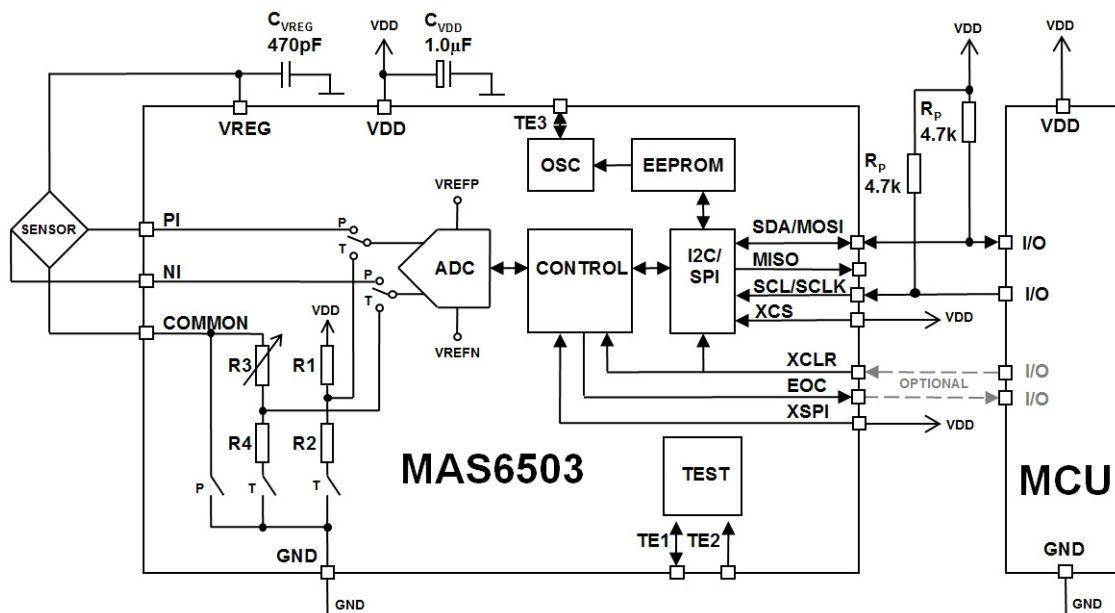 CVREG
470pF
VDD
CVDD
1.0µF
VDD
VDD
VREG
VDD
TE3
RP
4.7k
RP
4.7k
VDD
OSC
EEPROM
VREFP
SENSOR
PI
P
T
SDA/MOSI
I/O
NI
P
T
ADC
CONTROL
I2C/
SPI
MISO
SCL/SCLK
I/O
COMMON
VDD
VREFN
XCS
VDD
R3
R1
XCLR
I/O
OPTIONAL
EOC
I/O
XSPI
VDD
R4
R2
MAS6503
TEST
MCU
P
T
T
TE1
TE2
GND
GND
GND
GND